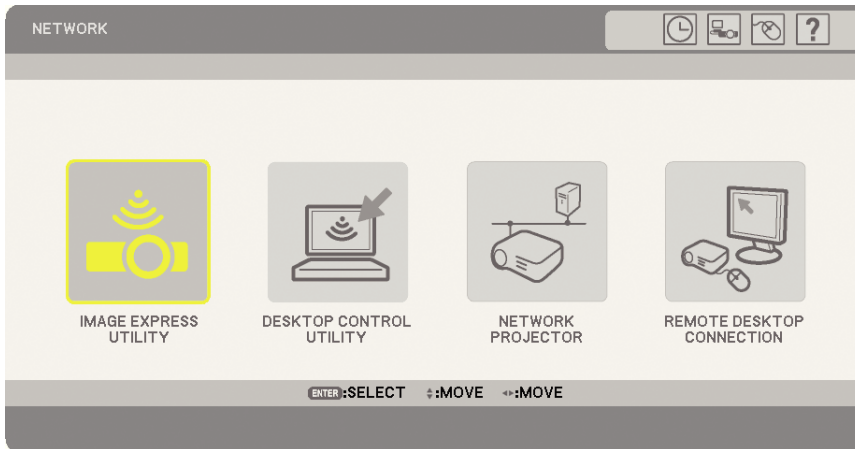 NETWORK
?
IMAGE EXPRESS
UTILITY
DESKTOP CONTROL
UTILITY
NETWORK
PROJECTOR
REMOTE DESKTOP
CONNECTION
ENTER:SELECT :MOVE :MOVE